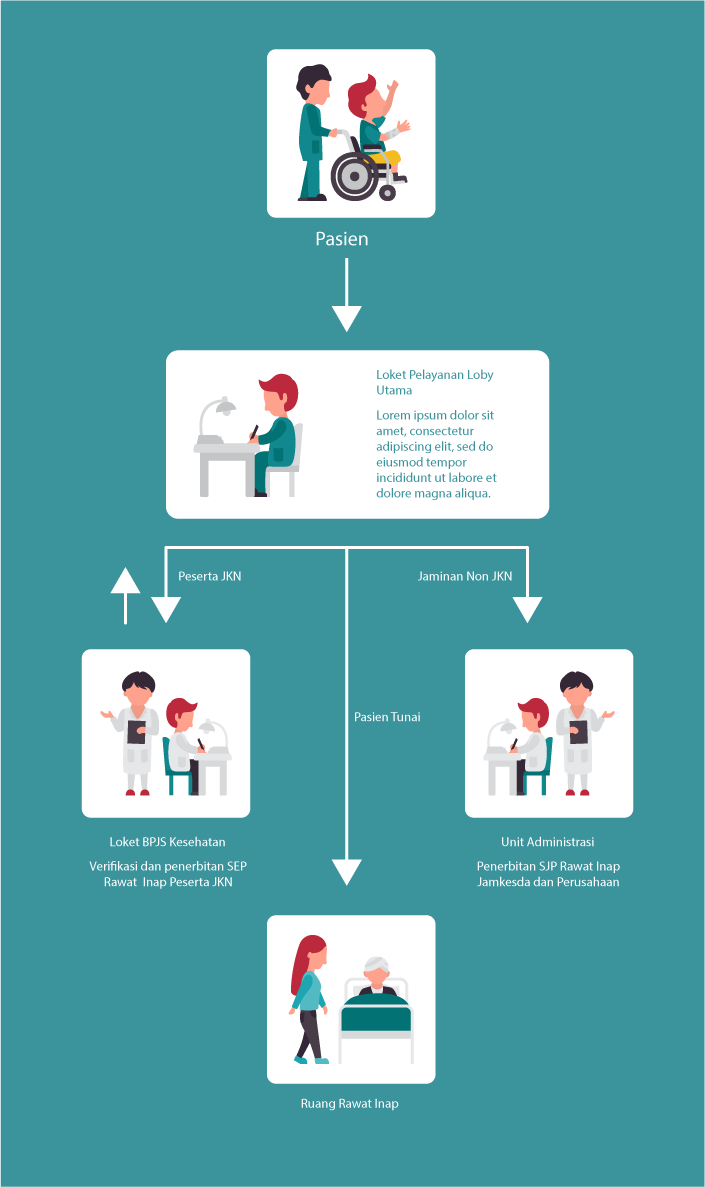 Pasien
Loket Pelayanan Loby
Utama
Lorem ipsum dolor sit
amet, consectetur
adipiscing elit, sed do
eiusmod tempor
incididunt ut labore et
dolore magna aliqua.
Peserta JKN
Jaminan Non JKN
Pasien Tunai
Loket BPJS Kesehatan
Verifikasi dan penerbitan SEP
Rawat Inap Peserta JKN
Unit Administrasi
Penerbitan SJP Rawat Inap
Jamkesda dan Perusahaan
Ruang Rawat Inap